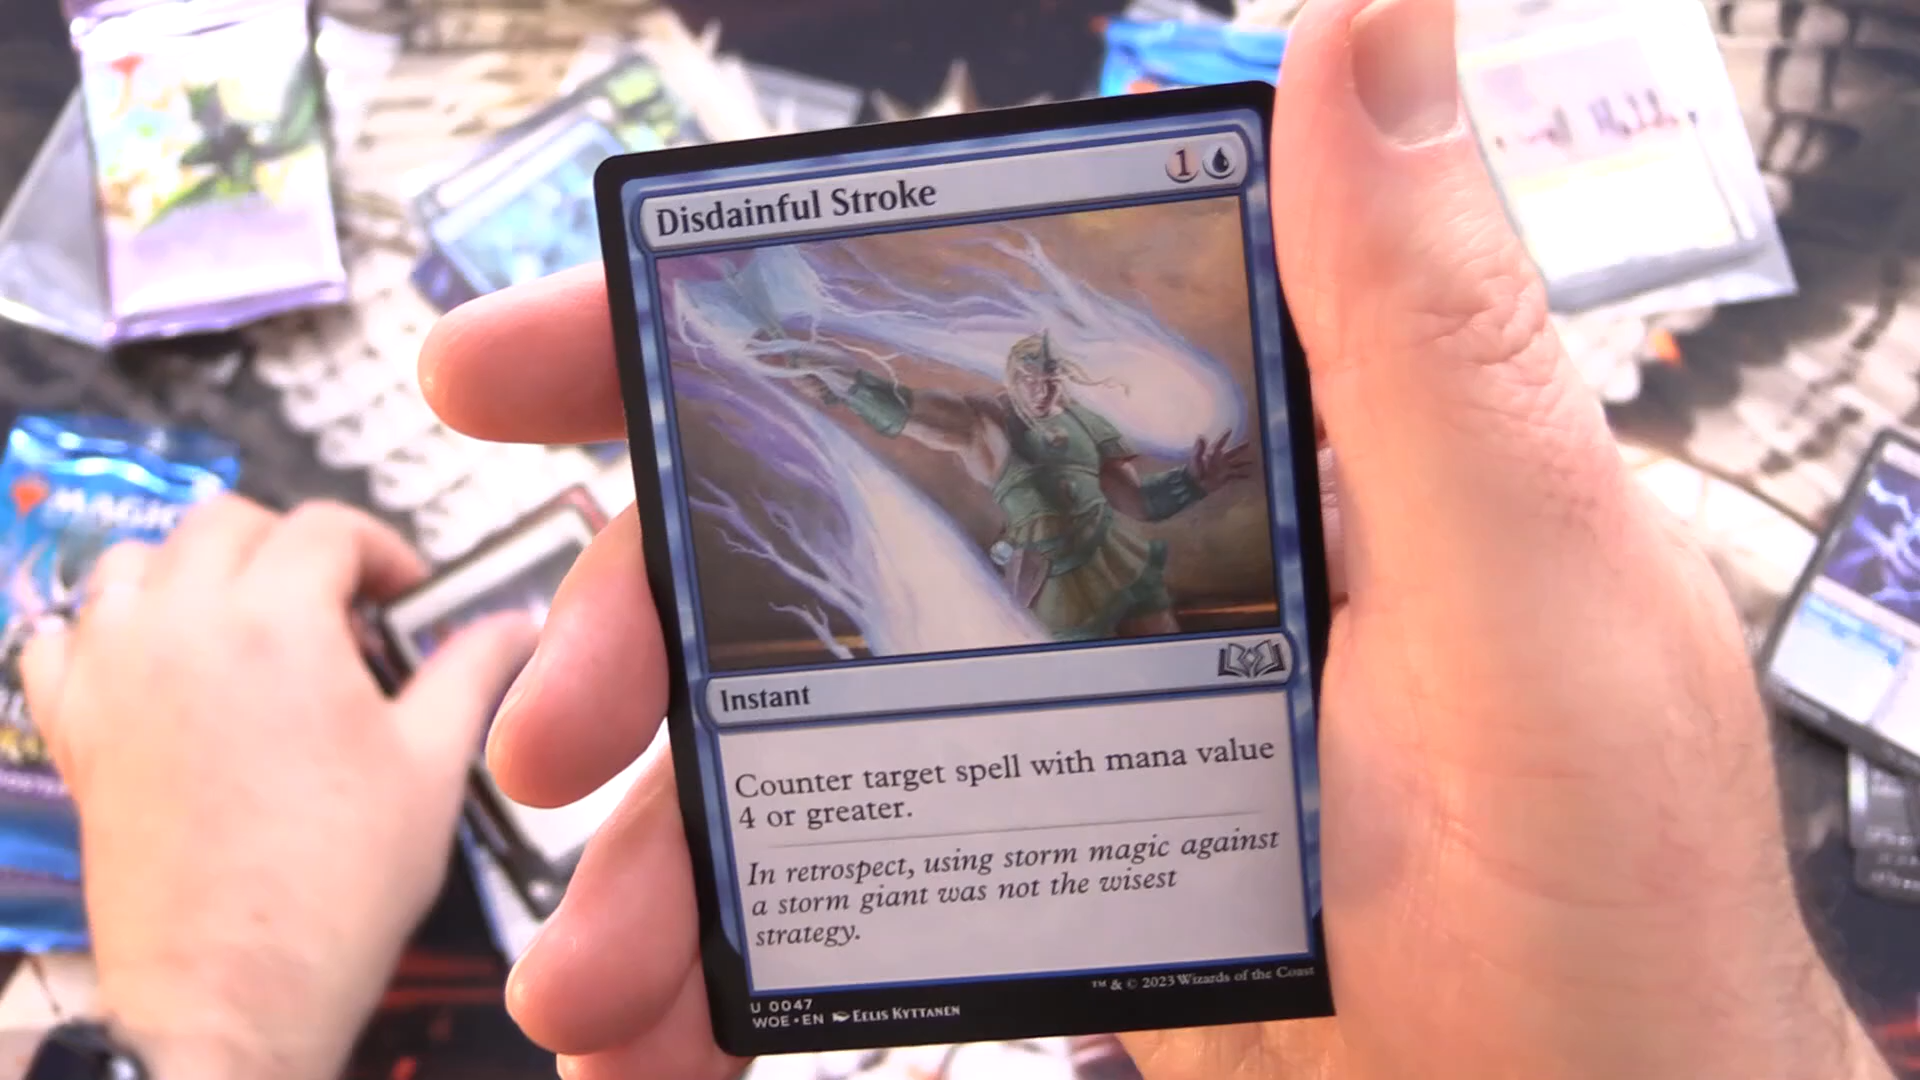 Disdainful Stroke
1
Instant
Counter target spell with mana value
4 or greater.
In retrospect, using storm magic against
a storm giant was not the wisest
strategy.
U 0047
WOE • EN Eelis Kyttanen
™ & © 2023 Wizards of the Coast
MAGIC